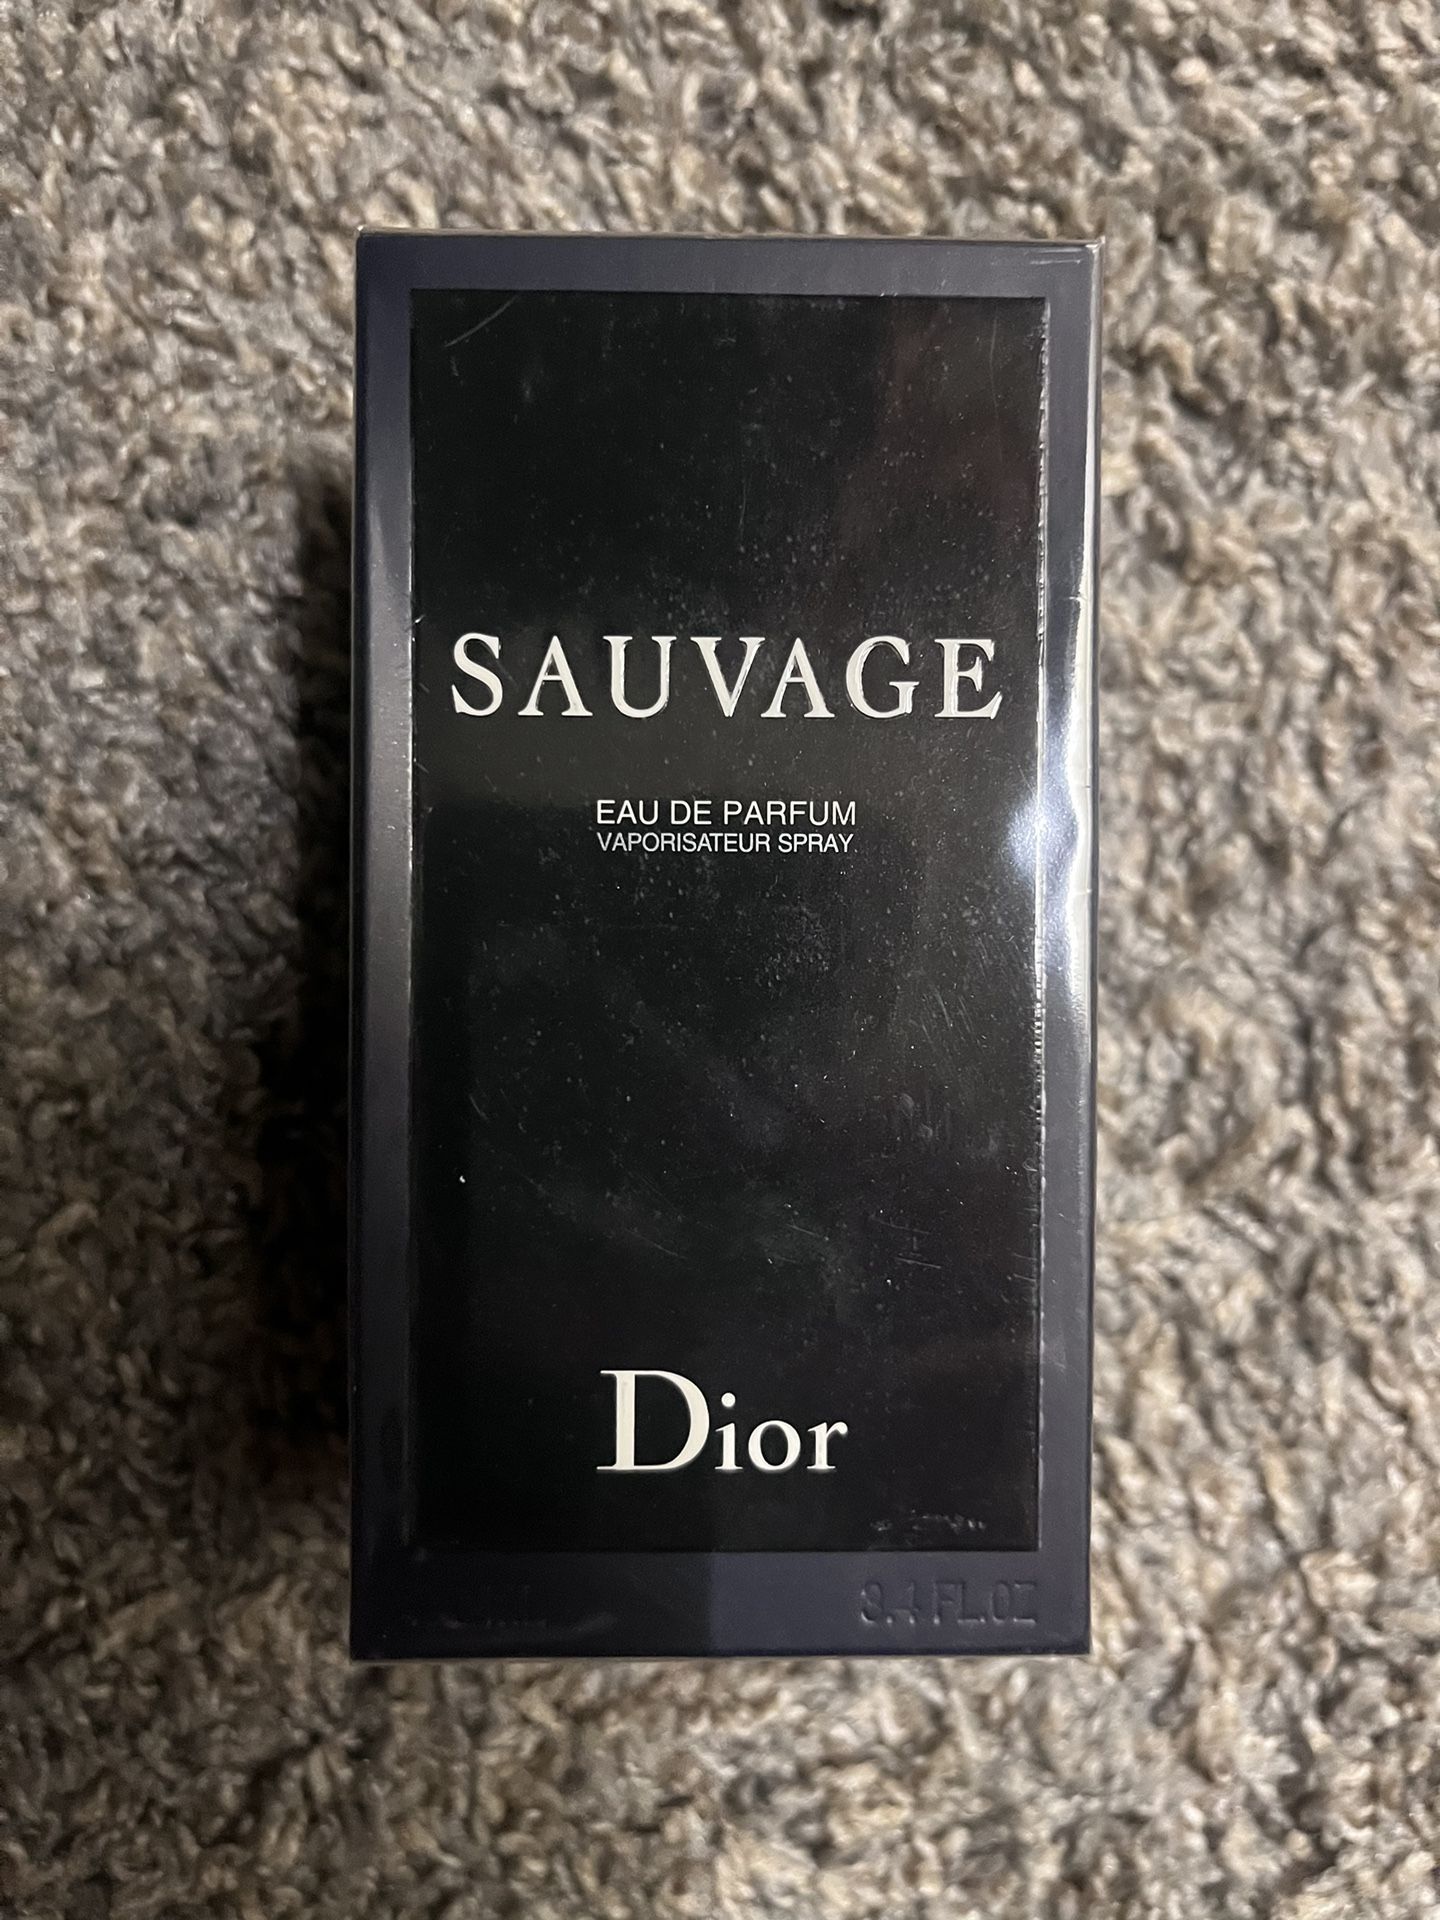 SAUVAGE
EAU DE PARFUM
VAPORISATEUR SPRAY
Dior
3.4 FL.OZ